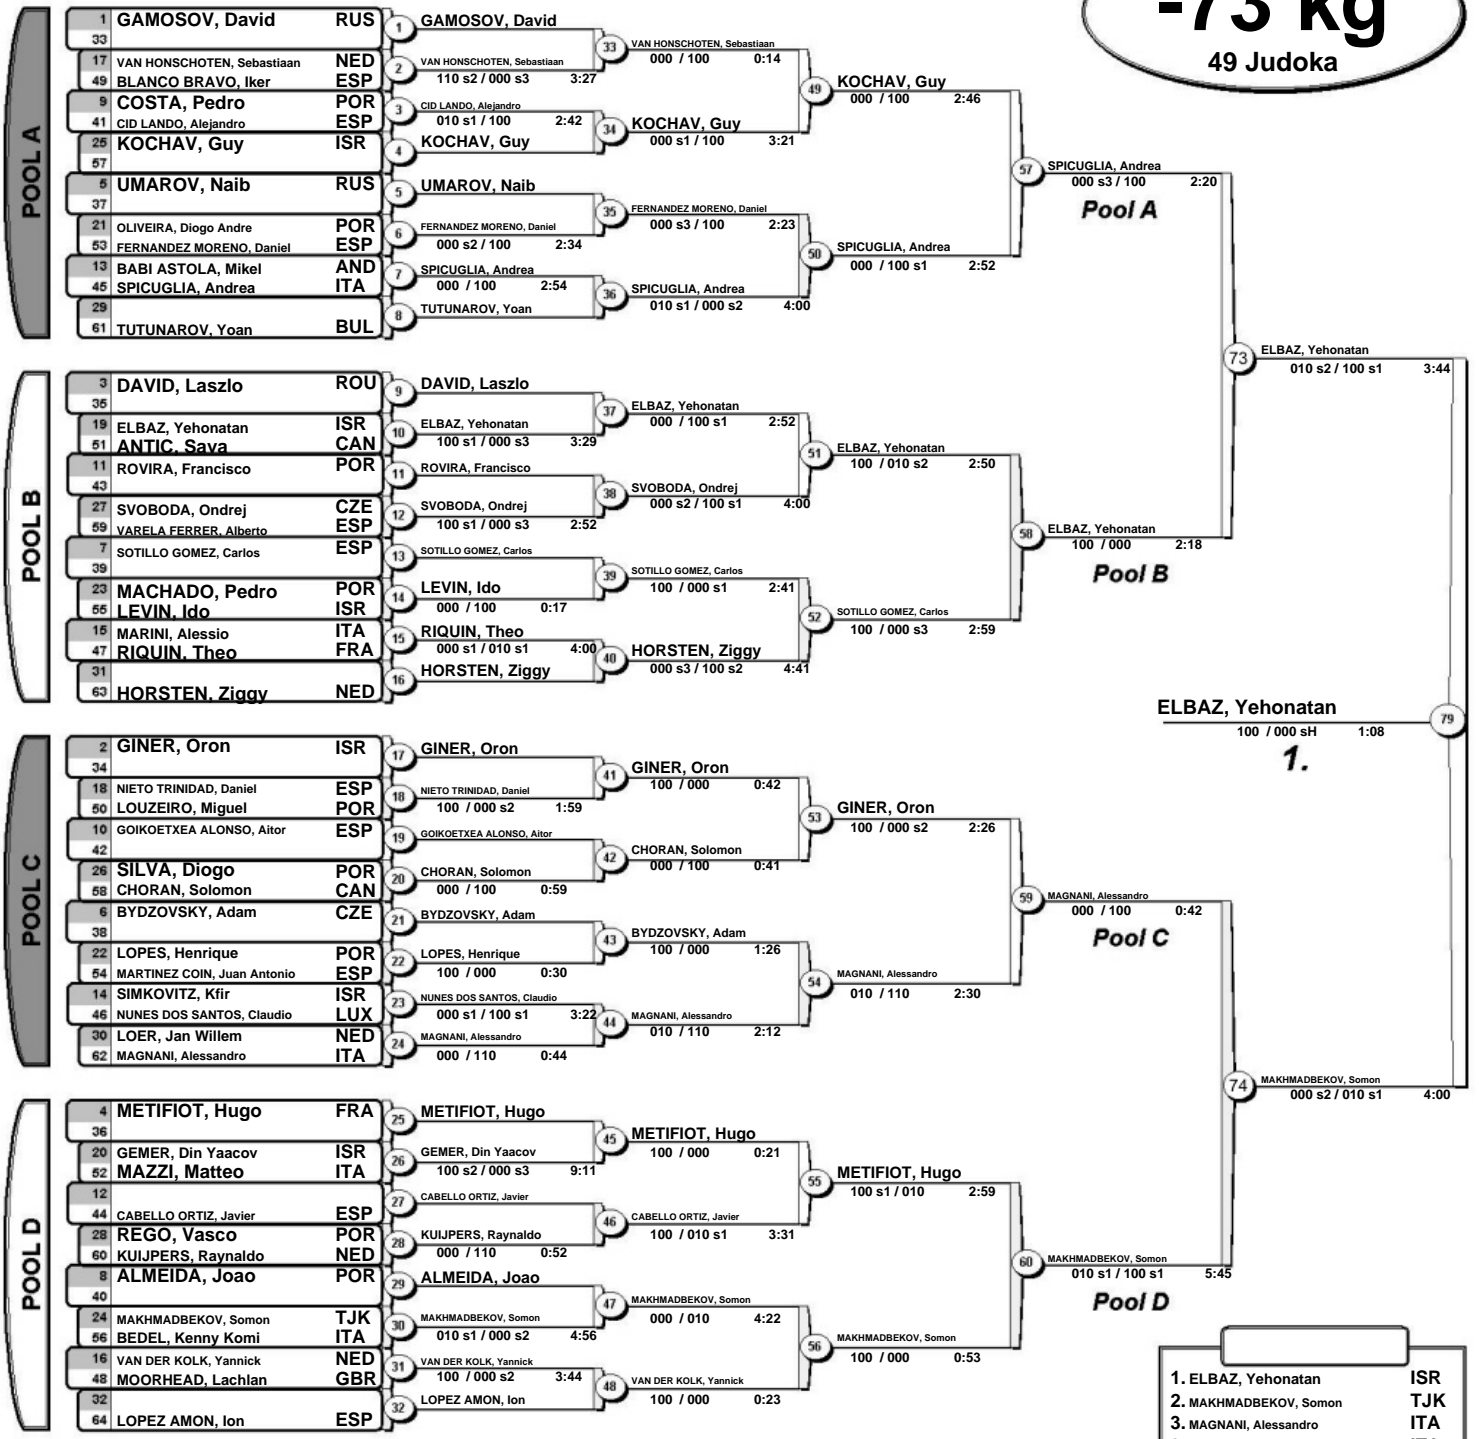 -73 kg
49 Judoka
POOL A
1 GAMOSOV, David RUS
33
17 VAN HONSCHOTEN, Sebastiaan NED
49 BLANCO BRAVO, Iker ESP
9 COSTA, Pedro POR
41 CID LANDO, Alejandro ESP
25 KOCHAV, Guy ISR
57
5 UMAROV, Naib RUS
37
21 OLIVEIRA, Diogo Andre POR
53 FERNANDEZ MORENO, Daniel ESP
13 BABI ASTOLA, Mikel AND
45 SPICUGLIA, Andrea ITA
29
61 TUTUNAROV, Yoan BUL
1 GAMOSOV, David
2 VAN HONSCHOTEN, Sebastiaan
110 s2 / 000 s3 3:27
3 CID LANDO, Alejandro
010 s1 / 100 2:42
4 KOCHAV, Guy
5 UMAROV, Naib
6 FERNANDEZ MORENO, Daniel
000 s2 / 100 2:34
7 SPICUGLIA, Andrea
000 / 100 2:54
8 TUTUNAROV, Yoan
33 VAN HONSCHOTEN, Sebastiaan
000 / 100 0:14
34 KOCHAV, Guy
000 s1 / 100 3:21
35 FERNANDEZ MORENO, Daniel
000 s3 / 100 2:23
36 SPICUGLIA, Andrea
010 s1 / 000 s2 4:00
49 KOCHAV, Guy
000 / 100 2:46
50 SPICUGLIA, Andrea
000 / 100 s1 2:52
57 SPICUGLIA, Andrea
000 s3 / 100 2:20
Pool A
POOL B
3 DAVID, Laszlo ROU
35
19 ELBAZ, Yehonatan ISR
51 ANTIC, Sava CAN
11 ROVIRA, Francisco POR
43
27 SVOBODA, Ondrej CZE
59 VARELA FERRER, Alberto ESP
7 SOTILLO GOMEZ, Carlos ESP
39
23 MACHADO, Pedro POR
55 LEVIN, Ido ISR
15 MARINI, Alessio ITA
47 RIQUIN, Theo FRA
31
63 HORSTEN, Ziggy NED
9 DAVID, Laszlo
10 ELBAZ, Yehonatan
100 s1 / 000 s3 3:29
11 ROVIRA, Francisco
12 SVOBODA, Ondrej
100 s1 / 000 s3 2:52
13 SOTILLO GOMEZ, Carlos
14 LEVIN, Ido
000 / 100 0:17
15 RIQUIN, Theo
000 s1 / 010 s1 4:00
16 HORSTEN, Ziggy
37 ELBAZ, Yehonatan
000 / 100 s1 2:52
38 SVOBODA, Ondrej
000 s2 / 100 s1 4:00
39 SOTILLO GOMEZ, Carlos
100 / 000 s1 2:41
40 HORSTEN, Ziggy
000 s3 / 100 s2 4:41
51 ELBAZ, Yehonatan
100 / 010 s2 2:50
52 SOTILLO GOMEZ, Carlos
100 / 000 s3 2:59
58 ELBAZ, Yehonatan
100 / 000 2:18
Pool B
73 ELBAZ, Yehonatan
010 s2 / 100 s1 3:44
ELBAZ, Yehonatan 79
100 / 000 sH 1:08
1.
POOL C
2 GINER, Oron ISR
34
18 NIETO TRINIDAD, Daniel ESP
50 LOUZEIRO, Miguel POR
10 GOIKOETXEA ALONSO, Aitor ESP
42
26 SILVA, Diogo POR
58 CHORAN, Solomon CAN
6 BYDZOVSKY, Adam CZE
38
22 LOPES, Henrique POR
54 MARTINEZ COIN, Juan Antonio ESP
14 SIMKOVITZ, Kfir ISR
46 NUNES DOS SANTOS, Claudio LUX
30 LOER, Jan Willem NED
62 MAGNANI, Alessandro ITA
17 GINER, Oron
18 NIETO TRINIDAD, Daniel
100 / 000 s2 1:59
19 GOIKOETXEA ALONSO, Aitor
20 CHORAN, Solomon
000 / 100 0:59
21 BYDZOVSKY, Adam
22 LOPES, Henrique
100 / 000 0:30
23 NUNES DOS SANTOS, Claudio
000 s1 / 100 s1 3:22
24 MAGNANI, Alessandro
000 / 110 0:44
41 GINER, Oron
100 / 000 0:42
42 CHORAN, Solomon
000 / 100 0:41
43 BYDZOVSKY, Adam
100 / 000 1:26
44 MAGNANI, Alessandro
010 / 110 2:12
53 GINER, Oron
100 / 000 s2 2:26
54 MAGNANI, Alessandro
010 / 110 2:30
59 MAGNANI, Alessandro
000 / 100 0:42
Pool C
POOL D
4 METIFIOT, Hugo FRA
36
20 GEMER, Din Yaacov ISR
52 MAZZI, Matteo ITA
12
44 CABELLO ORTIZ, Javier ESP
28 REGO, Vasco POR
60 KUIJPERS, Raynaldo NED
8 ALMEIDA, Joao POR
40
24 MAKHMADBEKOV, Somon TJK
56 BEDEL, Kenny Komi ITA
16 VAN DER KOLK, Yannick NED
48 MOORHEAD, Lachlan GBR
32
64 LOPEZ AMON, Ion ESP
25 METIFIOT, Hugo
26 GEMER, Din Yaacov
100 s2 / 000 s3 9:11
27 CABELLO ORTIZ, Javier
28 KUIJPERS, Raynaldo
000 / 110 0:52
29 ALMEIDA, Joao
30 MAKHMADBEKOV, Somon
010 s1 / 000 s2 4:56
31 VAN DER KOLK, Yannick
100 / 000 s2 3:44
32 LOPEZ AMON, Ion
45 METIFIOT, Hugo
100 / 000 0:21
46 CABELLO ORTIZ, Javier
100 / 010 s1 3:31
47 MAKHMADBEKOV, Somon
000 / 010 4:22
48 VAN DER KOLK, Yannick
100 / 000 0:23
55 METIFIOT, Hugo
100 s1 / 010 2:59
56 MAKHMADBEKOV, Somon
100 / 000 0:53
60 MAKHMADBEKOV, Somon
010 s1 / 100 s1 5:45
Pool D
74 MAKHMADBEKOV, Somon
000 s2 / 010 s1 4:00
1. ELBAZ, Yehonatan ISR
2. MAKHMADBEKOV, Somon TJK
3. MAGNANI, Alessandro ITA